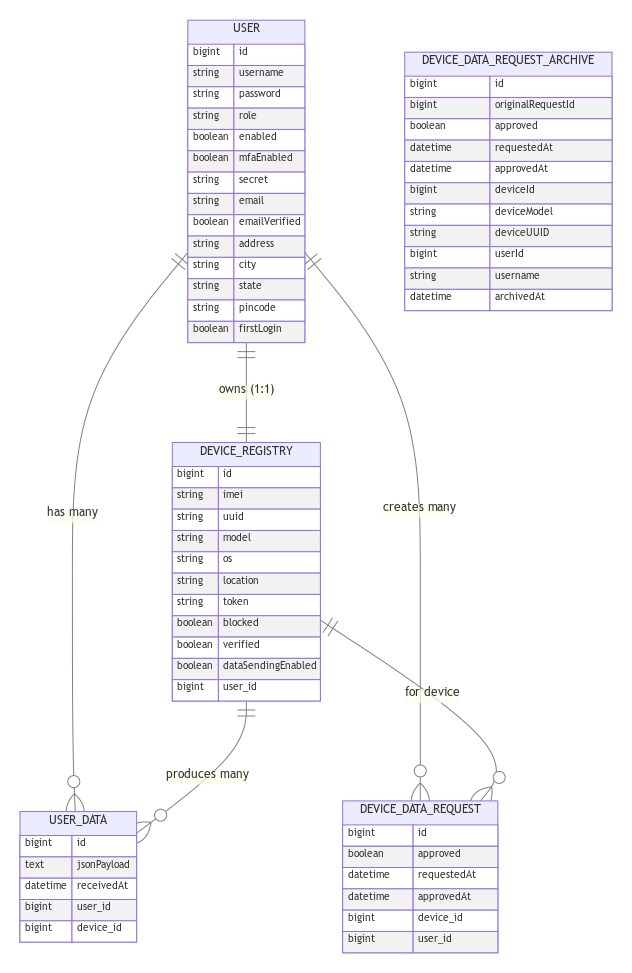 USER
bigint id
string username
string password
string role
boolean enabled
boolean mfaEnabled
string secret
string email
boolean emailVerified
string address
string city
string state
string pincode
boolean firstLogin
DEVICE_DATA_REQUEST_ARCHIVE
bigint id
bigint originalRequestId
boolean approved
datetime requestedAt
datetime approvedAt
bigint deviceId
string deviceModel
string deviceUUID
bigint userId
string username
datetime archivedAt
owns (1:1)
DEVICE_REGISTRY
bigint id
string imei
string uuid
string model
string os
string location
string token
boolean blocked
boolean verified
boolean dataSendingEnabled
bigint user_id
has many
creates many
for device
produces many
USER_DATA
bigint id
text jsonPayload
datetime receivedAt
bigint user_id
bigint device_id
DEVICE_DATA_REQUEST
bigint id
boolean approved
datetime requestedAt
datetime approvedAt
bigint device_id
bigint user_id